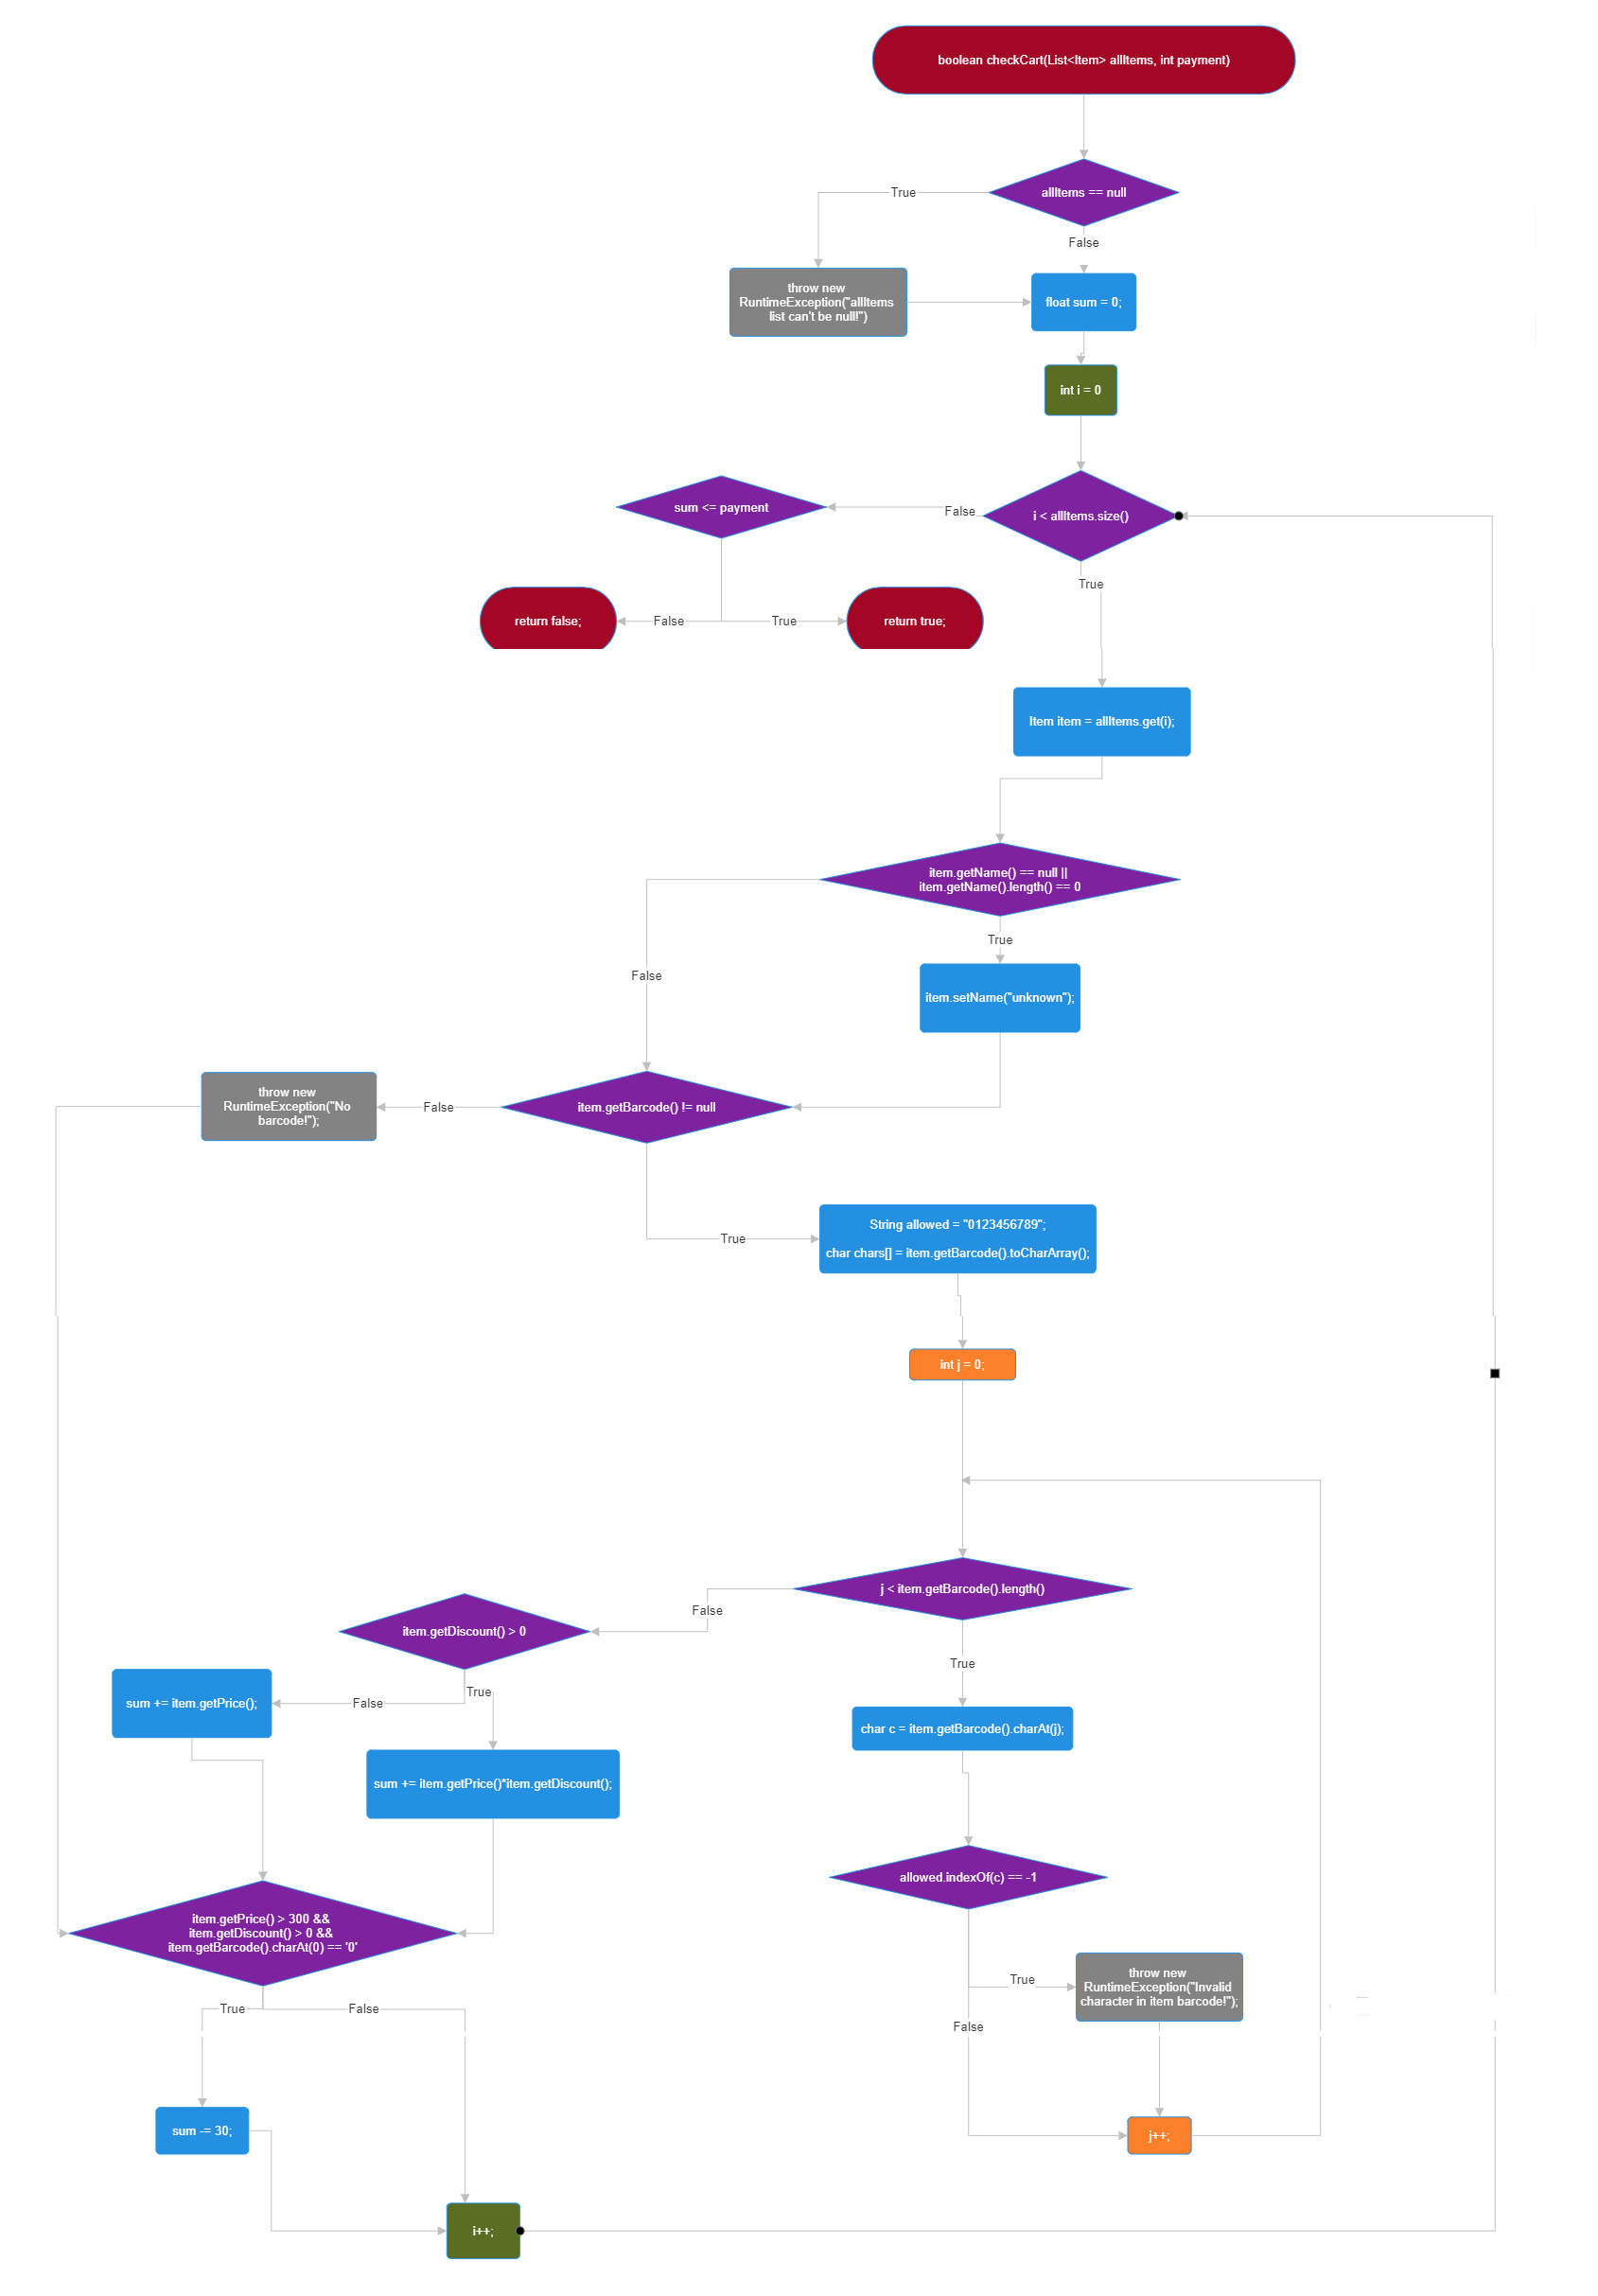 boolean checkCart(List<Item> allItems, int payment)
allItems == null
True
False
throw new
RuntimeException("allItems
list can't be null!")
float sum = 0;
int i = 0
sum <= payment
False
i < allItems.size()
True
return false;
False
True
return true;
Item item = allItems.get(i);
item.getName() == null ||
item.getName().length() == 0
True
False
item.setName("unknown");
throw new
RuntimeException("No
barcode!");
False
item.getBarcode() != null
True
String allowed = "0123456789";
char chars[] = item.getBarcode().toCharArray();
int j = 0;
j < item.getBarcode().length()
False
item.getDiscount() > 0
True
True
False
sum += item.getPrice();
char c = item.getBarcode().charAt(j);
sum += item.getPrice()*item.getDiscount();
allowed.indexOf(c) == -1
item.getPrice() > 300 &&
item.getDiscount() > 0 &&
item.getBarcode().charAt(0) == '0'
True
throw new
RuntimeException("Invalid
character in item barcode!");
True
False
False
sum -= 30;
j++;
i++;